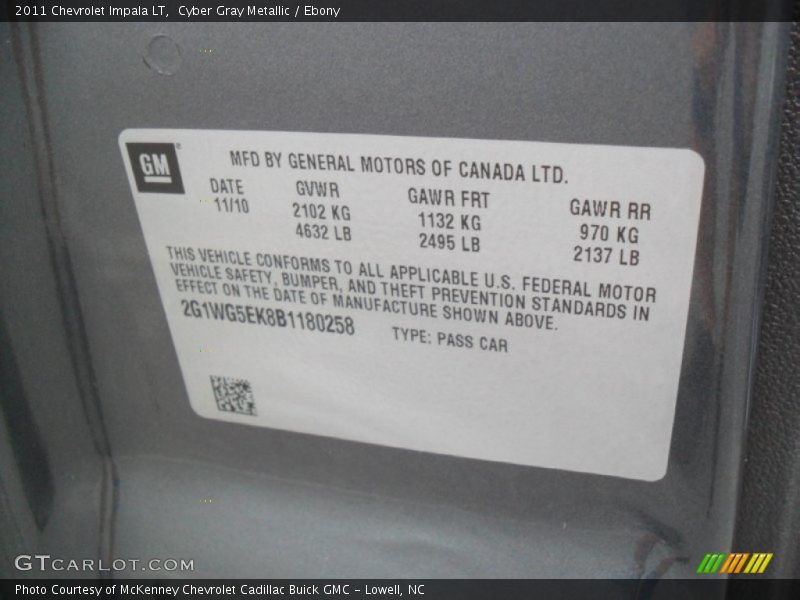 2011 Chevrolet Impala LT, Cyber Gray Metallic / Ebony
GM
MFD BY GENERAL MOTORS OF CANADA LTD.
DATE GVWR GAWR FRT GAWR RR
11/10 2102 KG 1132 KG 970 KG
4632 LB 2495 LB 2137 LB
THIS VEHICLE CONFORMS TO ALL APPLICABLE U.S. FEDERAL MOTOR
VEHICLE SAFETY, BUMPER, AND THEFT PREVENTION STANDARDS IN
EFFECT ON THE DATE OF MANUFACTURE SHOWN ABOVE.
2G1WG5EK8B1180258 TYPE: PASS CAR
GTCARLOT.COM
Photo Courtesy of McKenney Chevrolet Cadillac Buick GMC - Lowell, NC